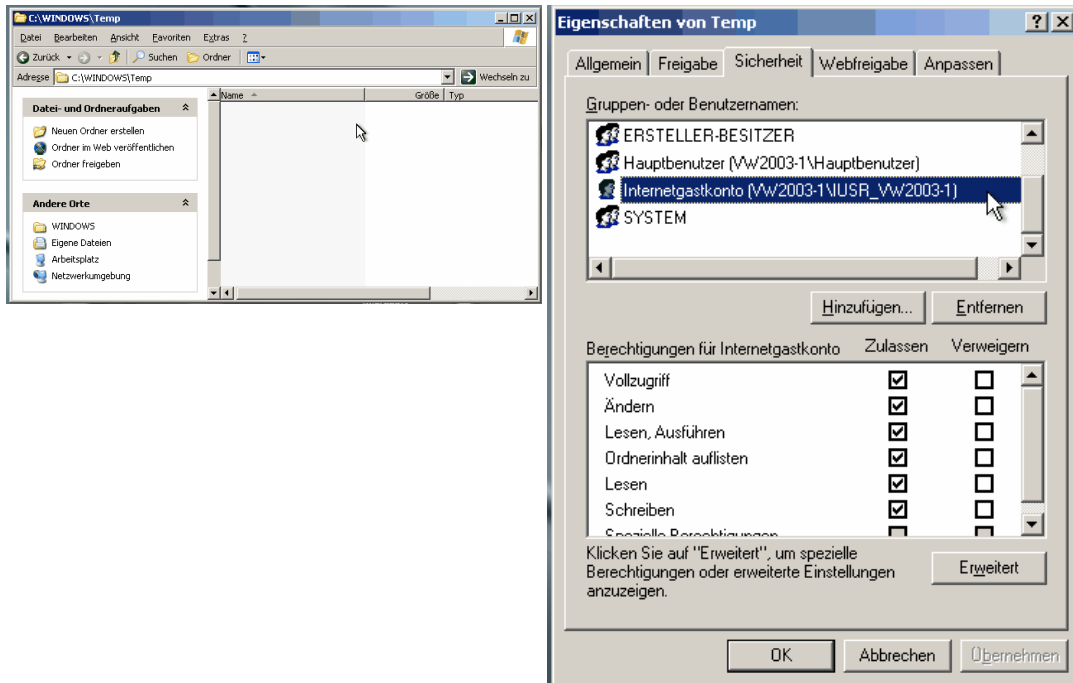 C:\WINDOWS\Temp
Datei Bearbeiten Ansicht Favoriten Extras ?
Zurück Suchen Ordner
Adresse C:\WINDOWS\Temp Wechseln zu
Datei- und Ordneraufgaben
Neuen Ordner erstellen
Ordner im Web veröffentlichen
Ordner freigeben
Andere Orte
WINDOWS
Eigene Dateien
Arbeitsplatz
Netzwerkumgebung
Name Größe Typ
Eigenschaften von Temp
Allgemein Freigabe Sicherheit Webfreigabe Anpassen
Gruppen- oder Benutzernamen:
ERSTELLER-BESITZER
Hauptbenutzer (VW2003-1\Hauptbenutzer)
Internetgastkonto (VW2003-1\IUSR_VW2003-1)
SYSTEM
Hinzufügen... Entfernen
Berechtigungen für Internetgastkonto Zulassen Verweigern
Vollzugriff
Ändern
Lesen, Ausführen
Ordnerinhalt auflisten
Lesen
Schreiben
Spezielle Berechtigungen
Klicken Sie auf "Erweitert", um spezielle
Berechtigungen oder erweiterte Einstellungen
anzuzeigen.
Erweitert
OK Abbrechen Übernehmen